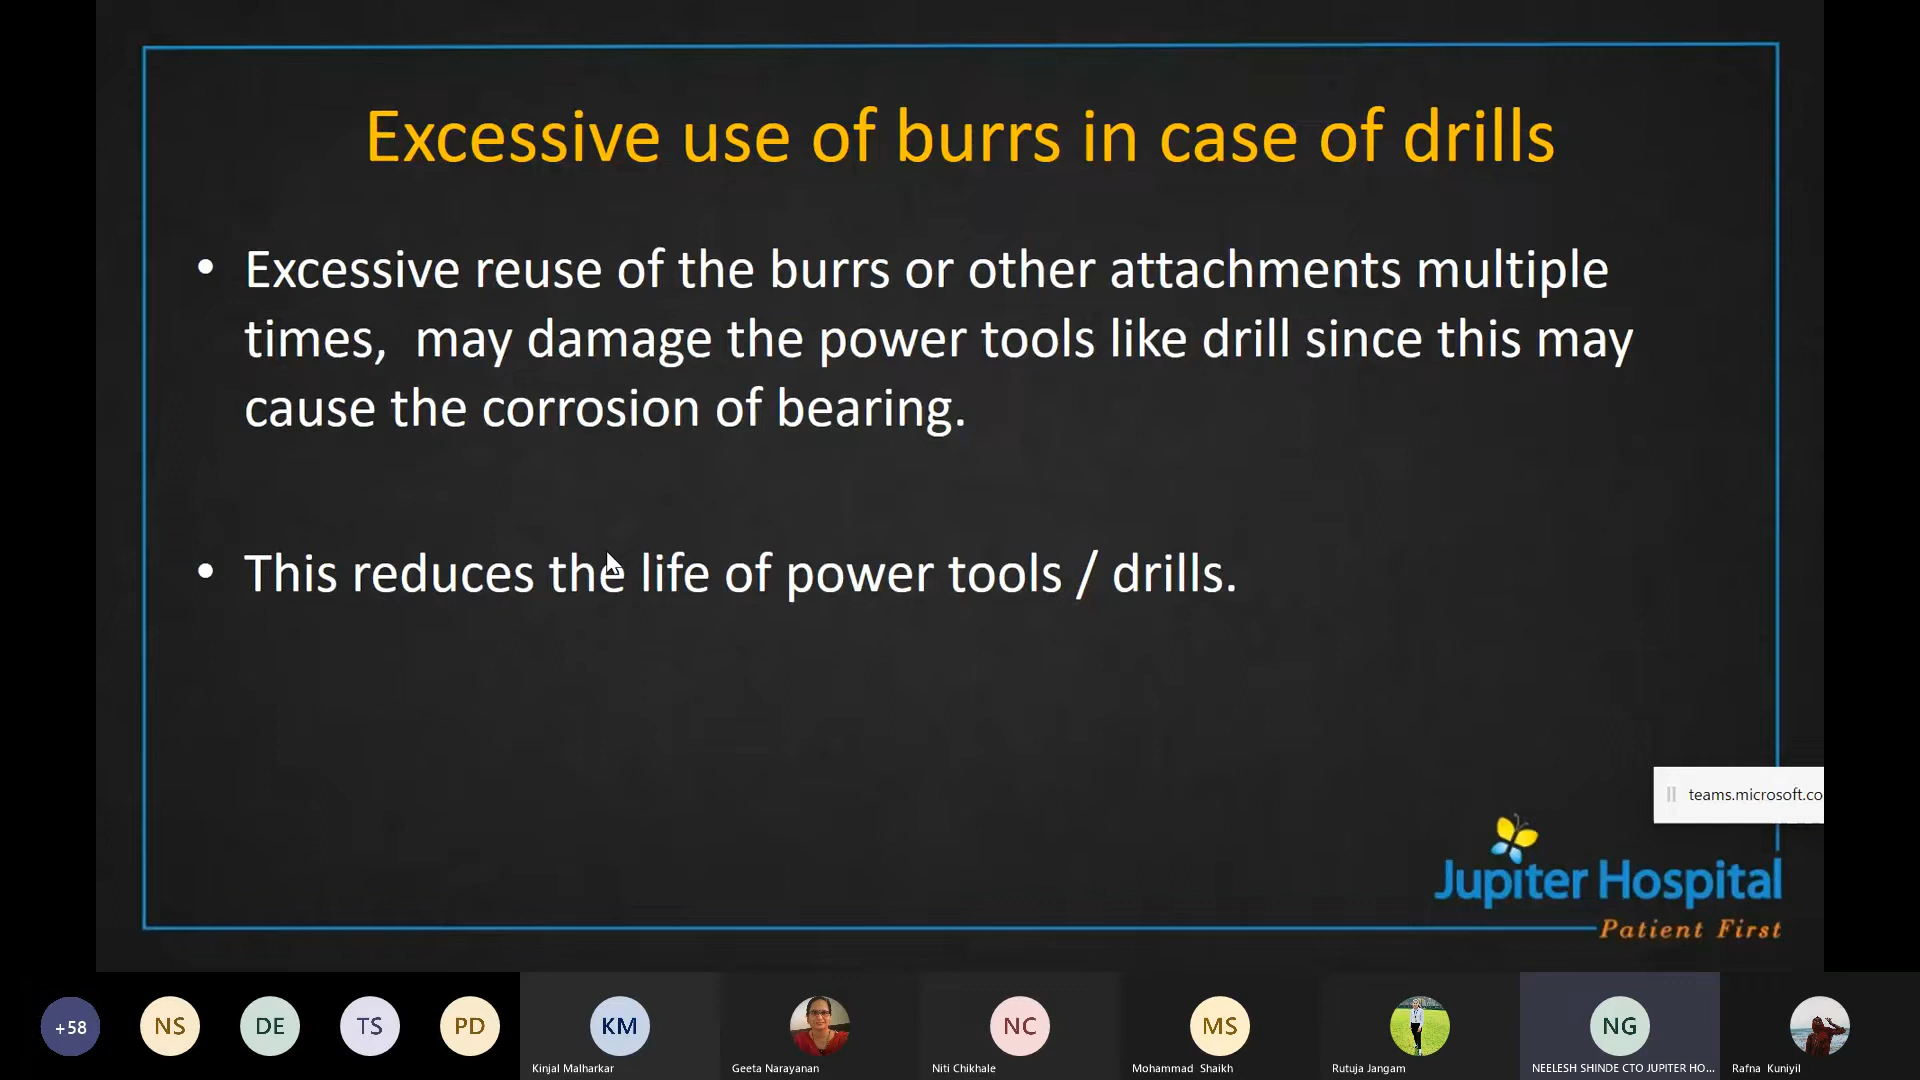 Excessive use of burrs in case of drills
• Excessive reuse of the burrs or other attachments multiple
times,  may damage the power tools like drill since this may
cause the corrosion of bearing.
• This reduces the life of power tools / drills.
teams.microsoft.co
Jupiter Hospital
Patient First
+58
NS
DE
TS
PD
KM
NC
MS
NG
Kinjal Malharkar
Geeta Narayanan
Niti Chikhale
Mohammad Shaikh
Rutuja Jangam
NEELESH SHINDE CTO JUPITER HO...
Rafna Kuniyil